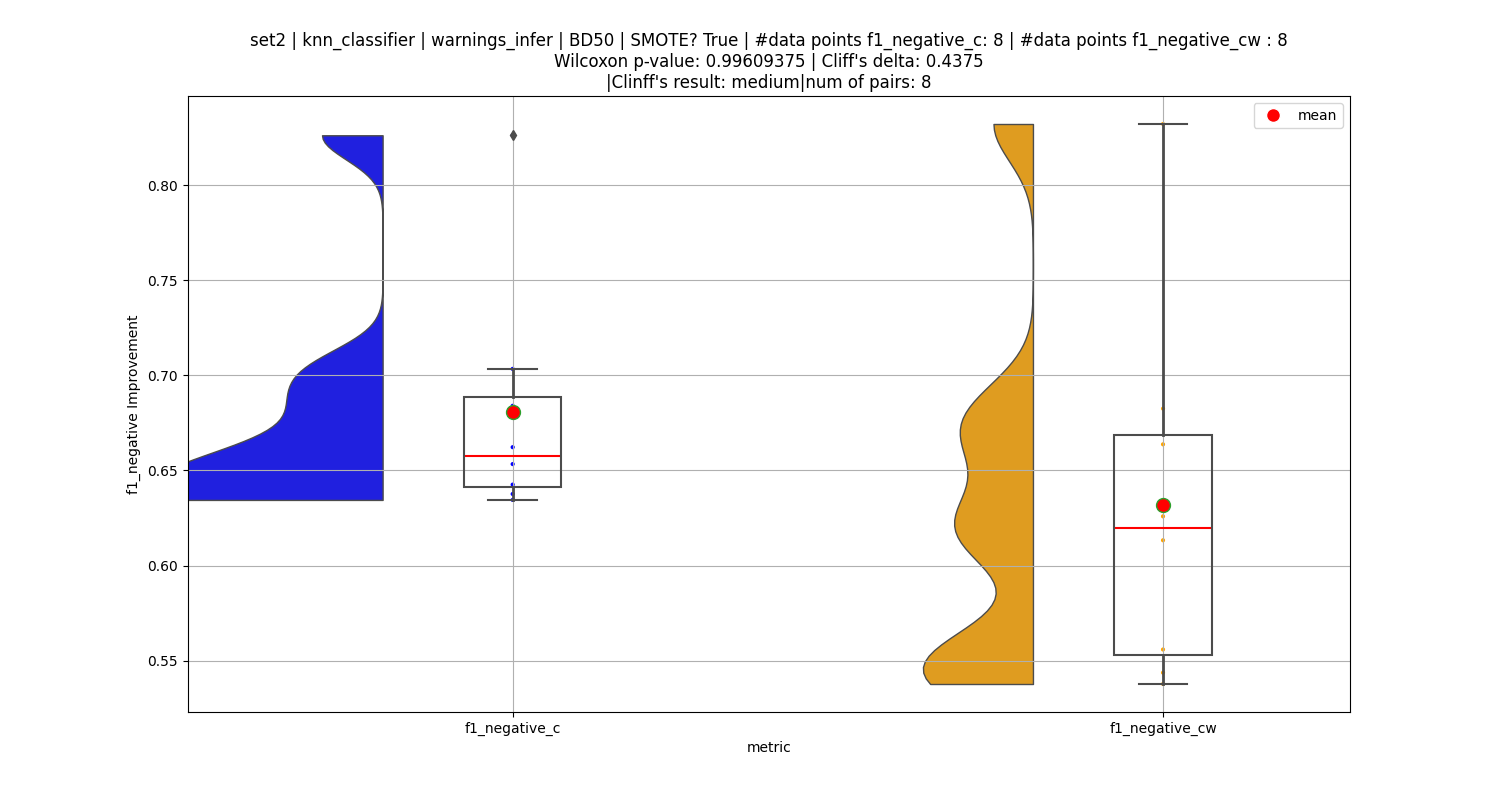 set2 | knn_classifier | warnings_infer | BD50 | SMOTE? True | #data points f1_negative_c: 8 | #data points f1_negative_cw : 8
Wilcoxon p-value: 0.99609375 | Cliff's delta: 0.4375
|Clinff's result: medium|num of pairs: 8
mean
0.80
0.75
0.70
0.65
0.60
0.55
f1_negative Improvement
f1_negative_c
f1_negative_cw
metric